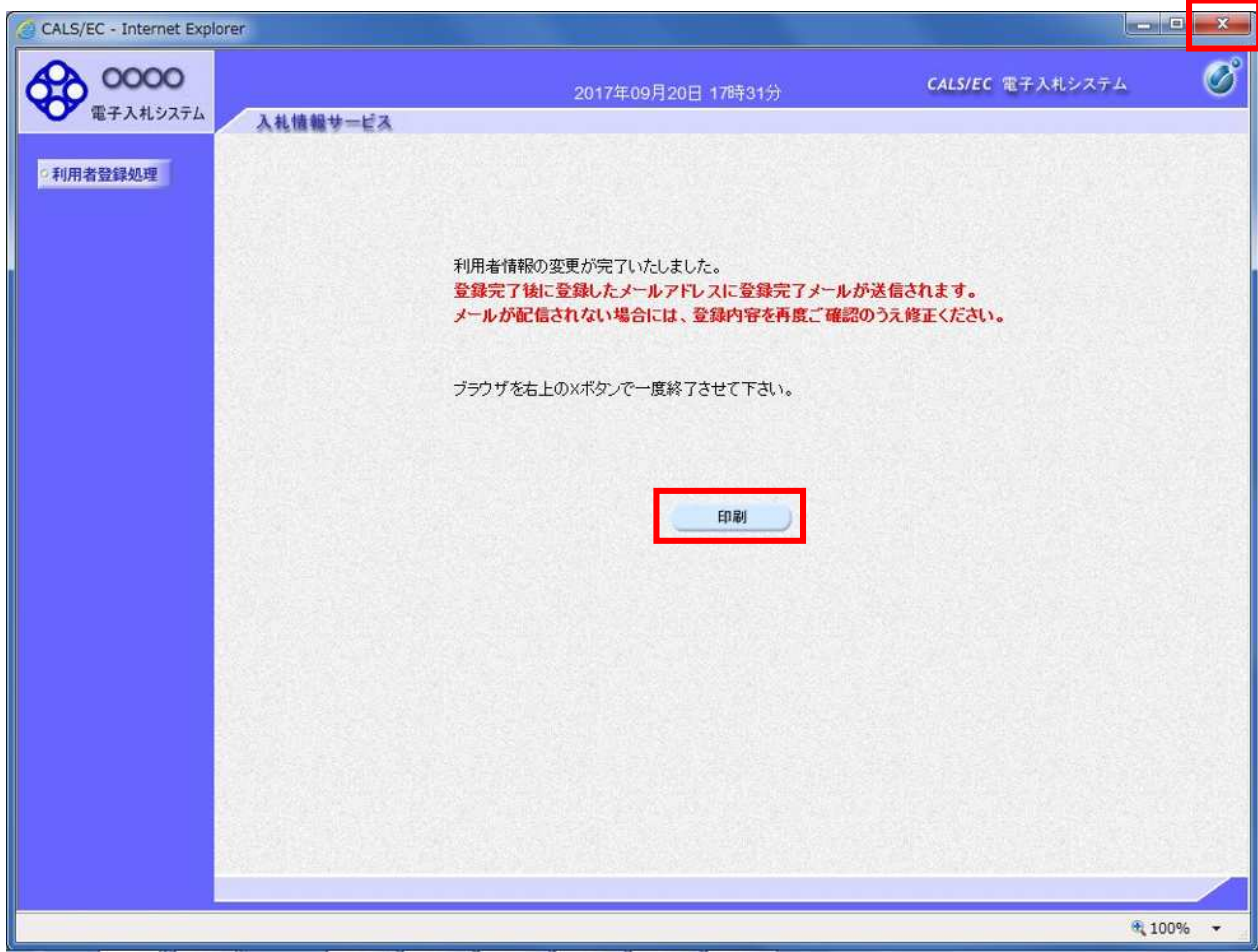 CALS/EC - Internet Explorer
○○○○
電子入札システム
2017年09月20日 17時31分
CALS/EC 電子入札システム
入札情報サービス
利用者登録処理
利用者情報の変更が完了いたしました。
登録完了後に登録したメールアドレスに登録完了メールが送信されます。
メールが配信されない場合には、登録内容を再度ご確認のうえ修正ください。
ブラウザを右上の×ボタンで一度終了させて下さい。
印刷
100%